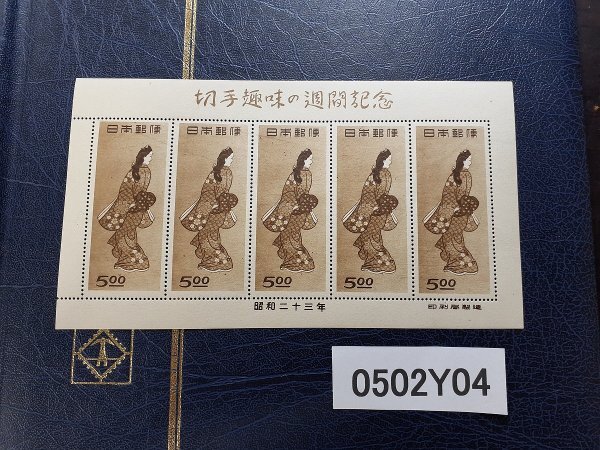 切手趣味の週間記念
日本郵便 日本郵便 日本郵便 日本郵便 日本郵便
5.00 5.00 5.00 5.00 5.00
昭和二十三年 印刷庁製造
0502Y04